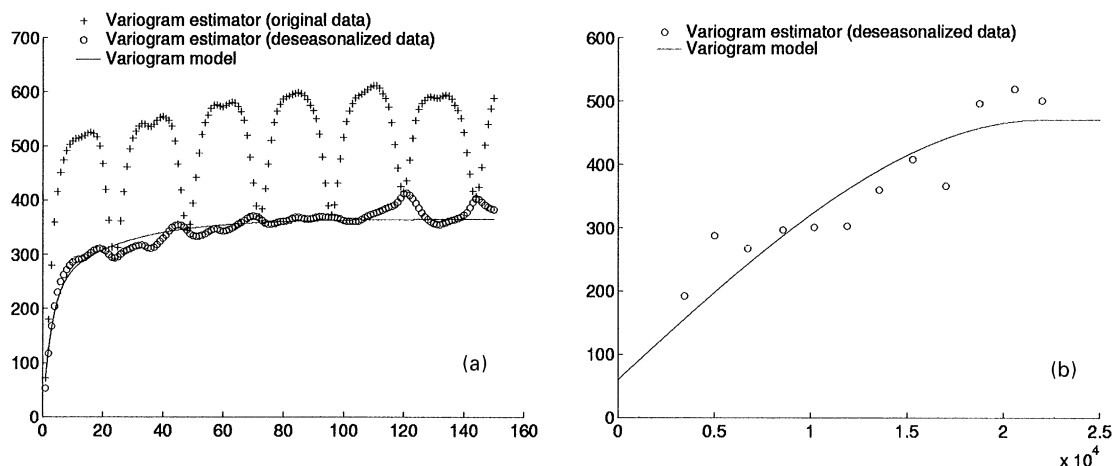 + Variogram estimator (original data)
o Variogram estimator (deseasonalized data)
— Variogram model
700
600
500
400
300
200
100
0
(a)
0 20 40 60 80 100 120 140 160
o Variogram estimator (deseasonalized data)
— Variogram model
600
500
400
300
200
100
0
(b)
0 0.5 1 1.5 2 2.5
x 10⁴